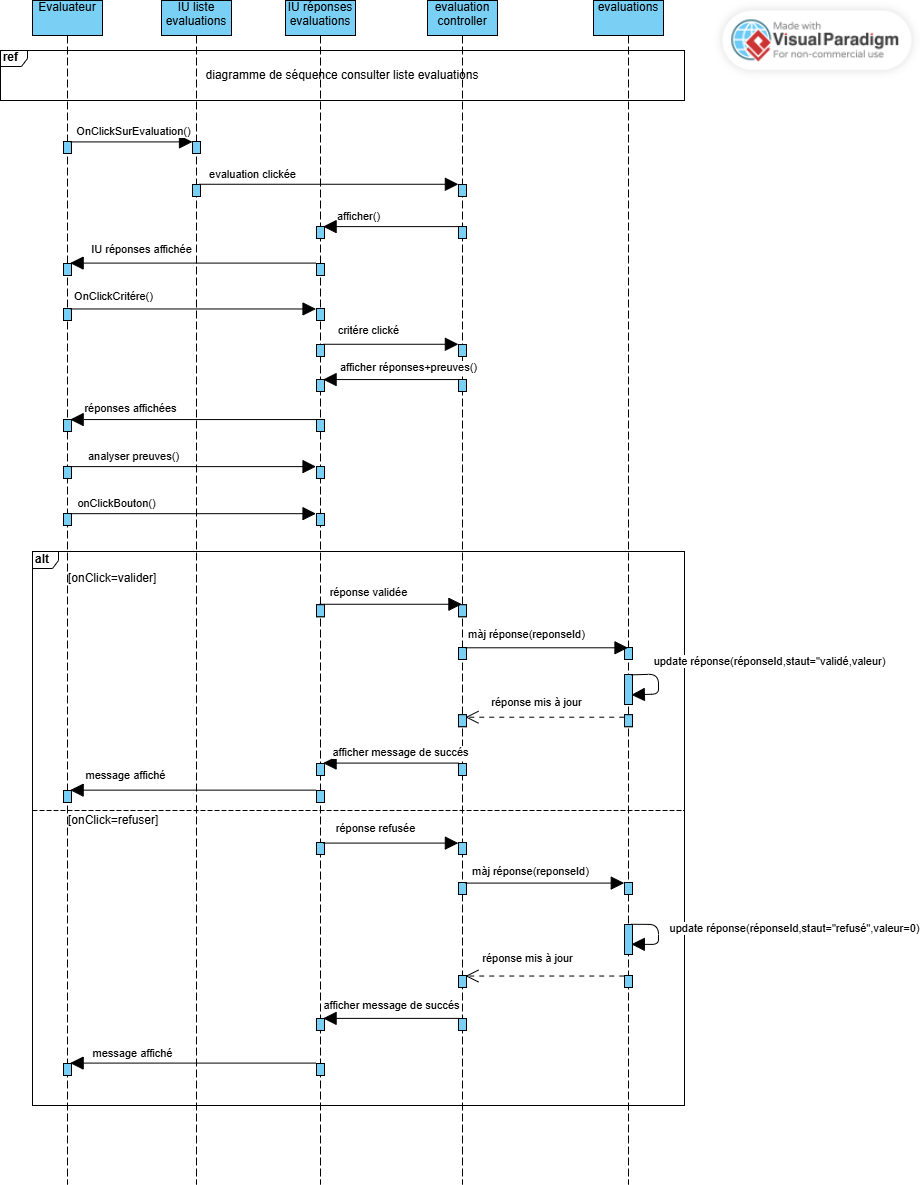 Evaluateur
IU liste
evaluations
IU réponses
evaluations
evaluation
controller
evaluations
Made with
Visual Paradigm
For non-commercial use
ref
diagramme de séquence consulter liste evaluations
OnClickSurEvaluation()
evaluation clickée
afficher()
IU réponses affichée
OnClickCritére()
critére clické
afficher réponses+preuves()
réponses affichées
analyser preuves()
onClickBouton()
alt
[onClick=valider]
réponse validée
màj réponse(reponseId)
update réponse(réponseId,staut="validé,valeur)
réponse mis à jour
afficher message de succés
message affiché
[onClick=refuser]
réponse refusée
màj réponse(reponseId)
update réponse(réponseId,staut="refusé",valeur=0)
réponse mis à jour
afficher message de succés
message affiché